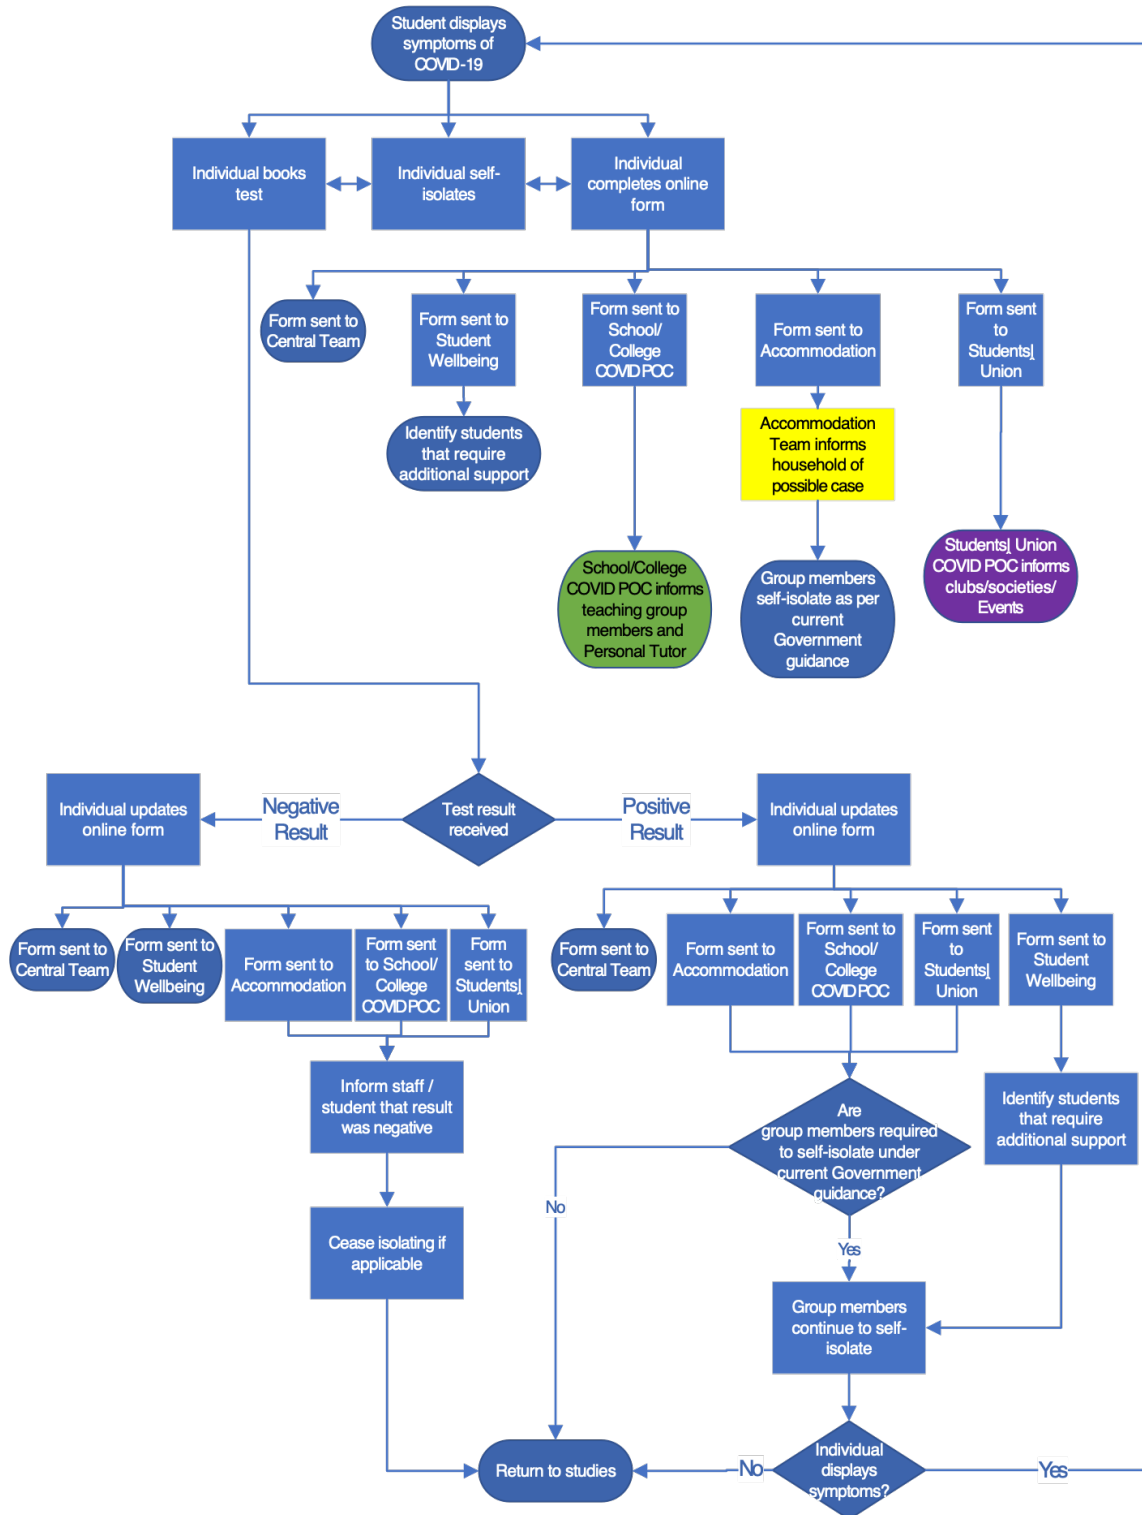 Student displays
symptoms of
COVID-19
Individual books
test
Individual self-
isolates
Individual
completes online
form
Form sent to
Central Team
Form sent to
Student
Wellbeing
Form sent to
School/
College
COVID POC
Form sent to
Accommodation
Form sent
to
Students|
Union
Identify students
that require
additional support
Accommodation
Team informs
household of
possible case
School/College
COVID POC informs
teaching group
members and
Personal Tutor
Group members
self-isolate as per
current
Government
guidance
Students| Union
COVID POC informs
clubs/societies/
Events
Individual updates
online form
Negative
Result
Test result
received
Positive
Result
Individual updates
online form
Form sent to
Central Team
Form sent to
Student
Wellbeing
Form sent to
Accommodation
Form sent
to School/
College
COVID POC
Form
sent to
Students|
Union
Form sent to
Central Team
Form sent to
Accommodation
Form sent to
School/
College
COVID POC
Form sent
to
Students|
Union
Form sent to
Student
Wellbeing
Inform staff /
student that result
was negative
Are
group members required
to self-isolate under
current Government
guidance?
Identify students
that require
additional support
No
Yes
Cease isolating if
applicable
Group members
continue to self-
isolate
Return to studies
No
Individual
displays
symptoms?
Yes